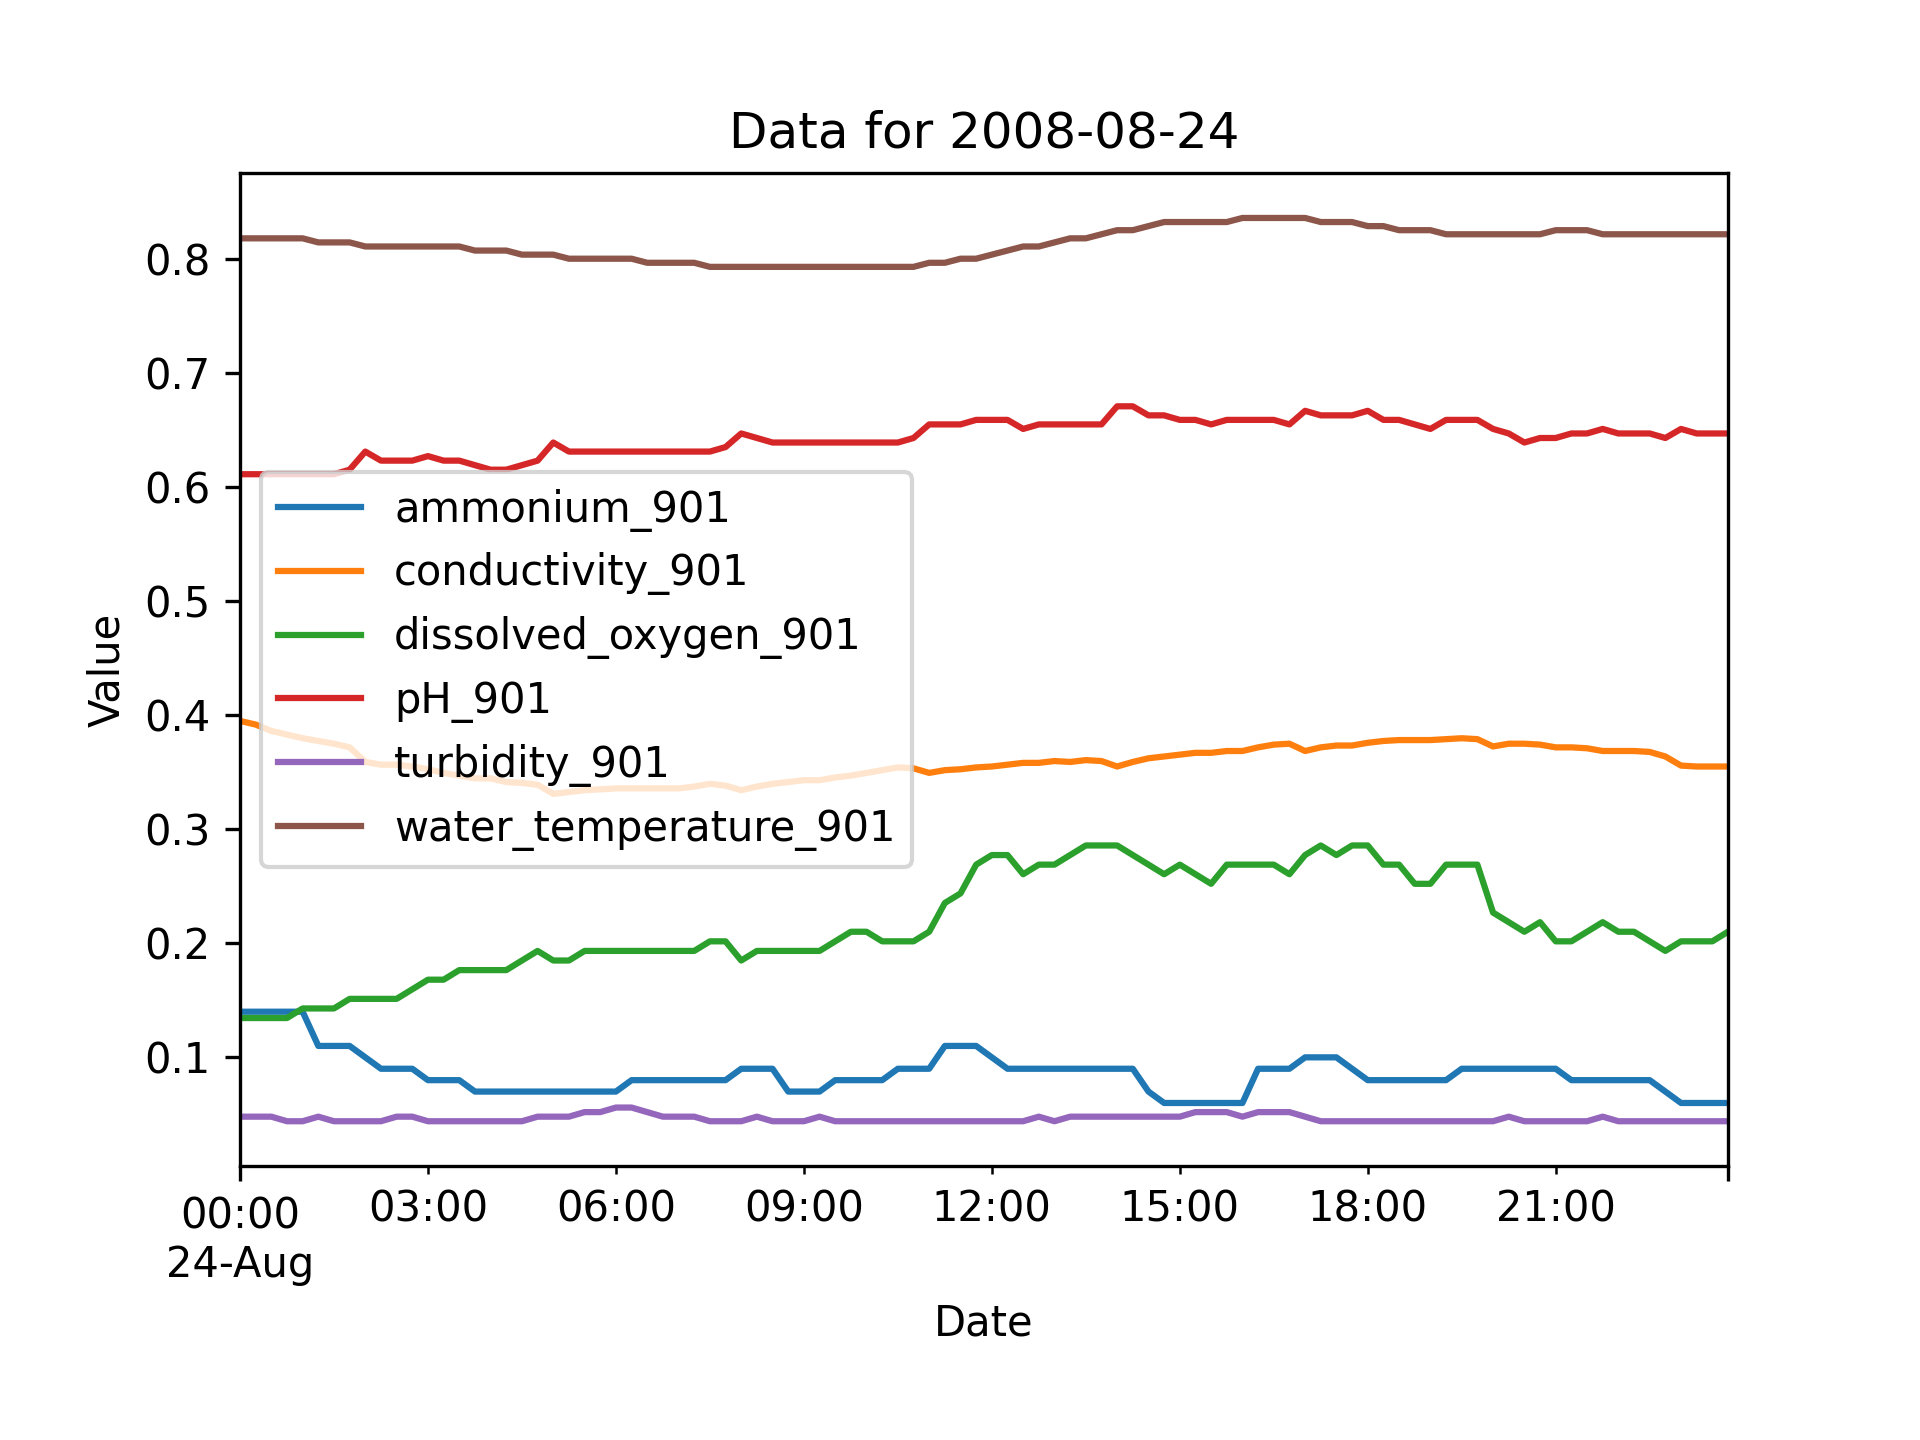 Data for 2008-08-24
0.8
0.7
0.6
0.5
0.4
0.3
0.2
0.1
Value
ammonium_901
conductivity_901
dissolved_oxygen_901
pH_901
turbidity_901
water_temperature_901
00:00 03:00 06:00 09:00 12:00 15:00 18:00 21:00
24-Aug
Date